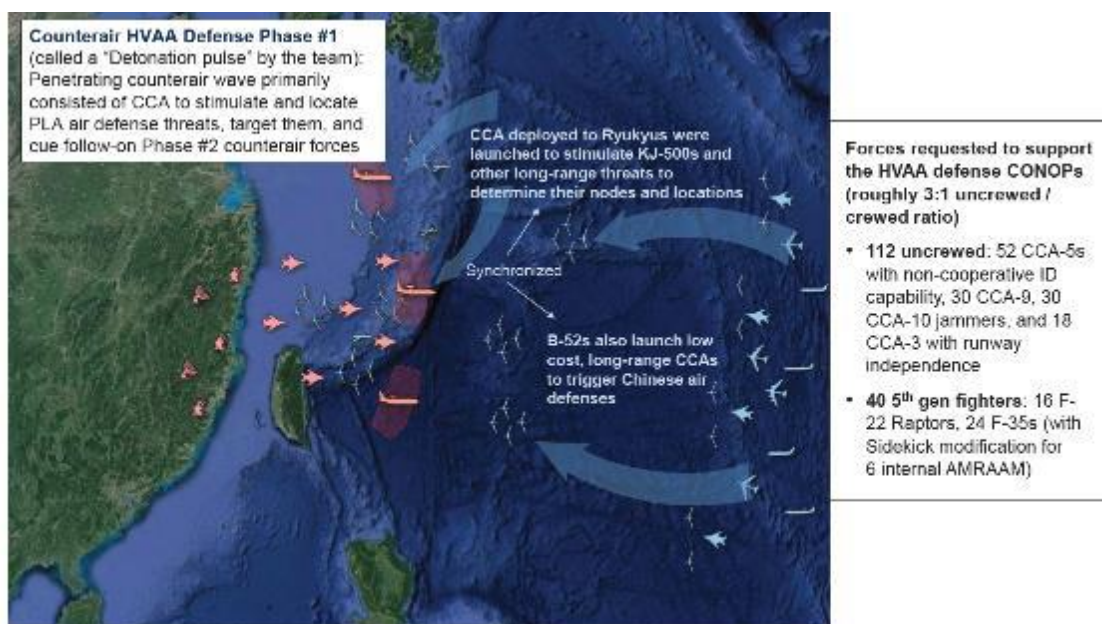 Counterair HVAA Defense Phase #1
(called a "Detonation pulse" by the team):
Penetrating counterair wave primarily
consisted of CCA to stimulate and locate
PLA air defense threats, target them, and
cue follow-on Phase #2 counterair forces
CCA deployed to Ryukyus were
launched to stimulate KJ-500s and
other long-range threats to
determine their nodes and locations
Synchronized
B-52s also launch low
cost, long-range CCAs
to trigger Chinese air
defenses
Forces requested to support
the HVAA defense CONOPs
(roughly 3:1 uncrewed /
crewed ratio)
• 112 uncrewed: 52 CCA-5s
with non-cooperative ID
capability, 30 CCA-9, 30
CCA-10 jammers, and 18
CCA-3 with runway
independence
• 40 5th gen fighters: 16 F-
22 Raptors, 24 F-35s (with
Sidekick modification for
6 internal AMRAAM)